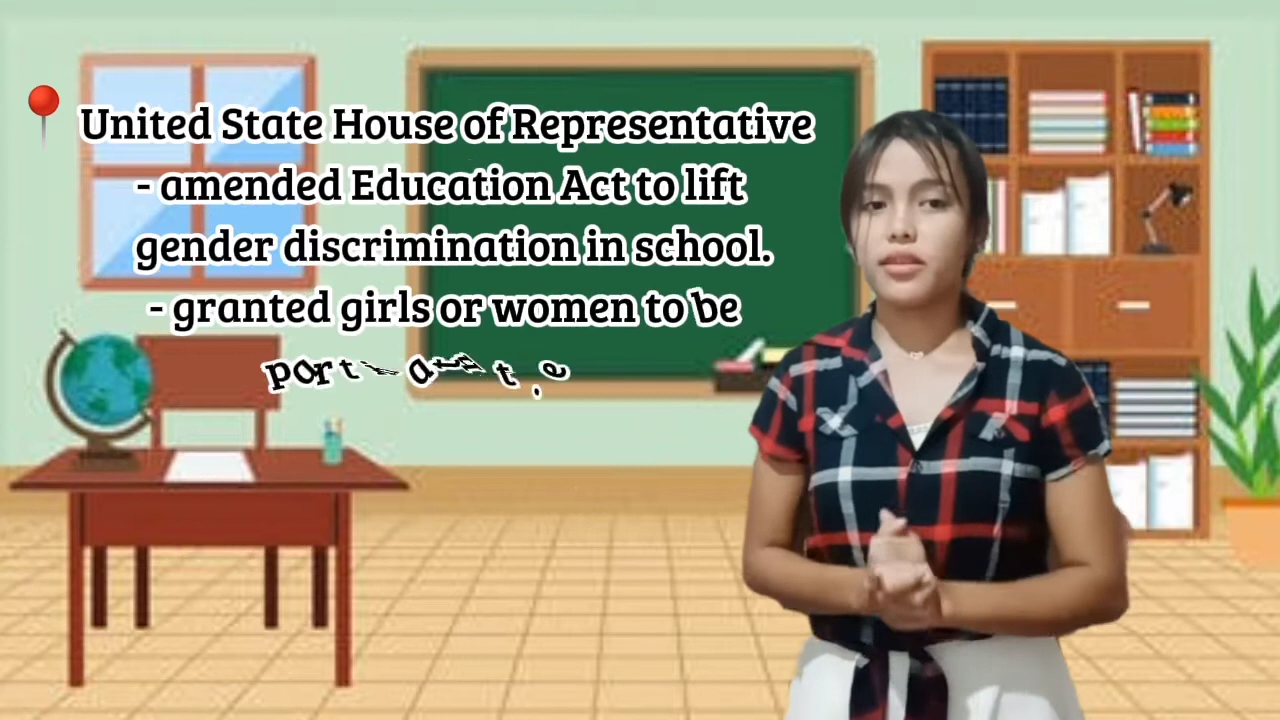 United State House of Representative
- amended Education Act to lift
gender discrimination in school.
- granted girls or women to be